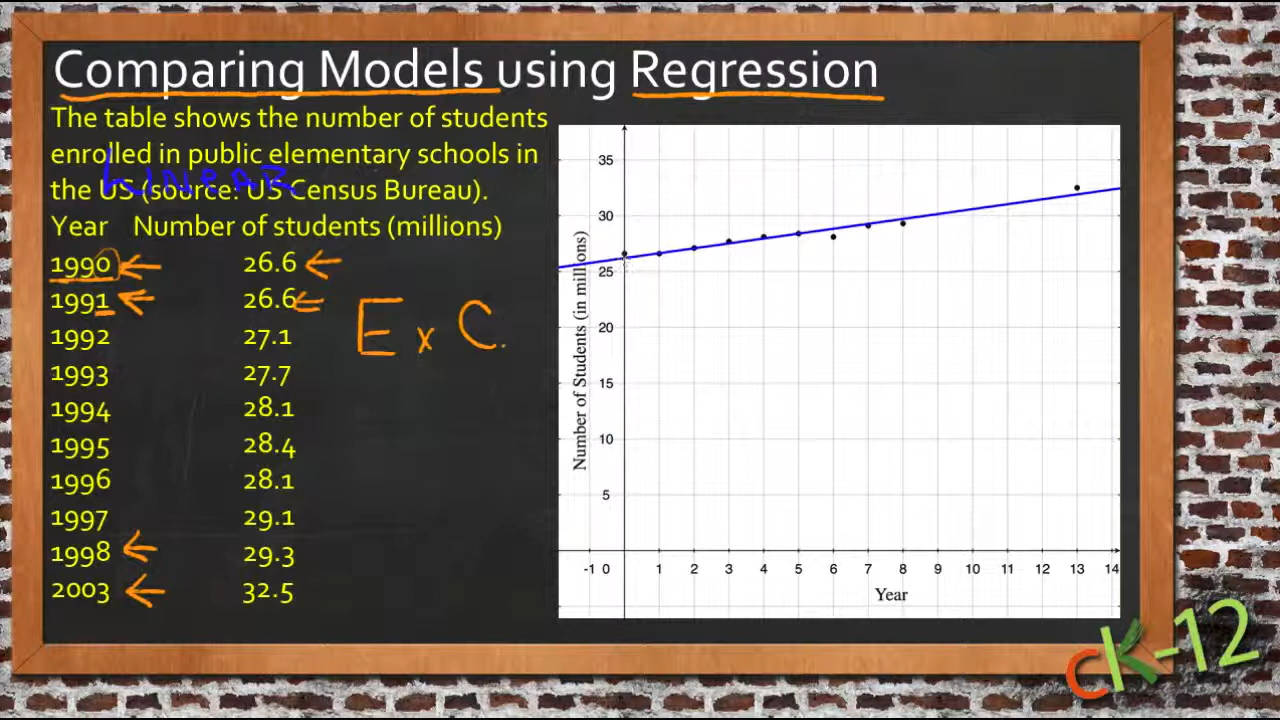 Comparing Models using Regression
The table shows the number of students
enrolled in public elementary schools in
LINEAR
the US (source: US Census Bureau).
Year Number of students (millions)
1990 26.6
1991 26.6
1992 27.1
1993 27.7
1994 28.1
1995 28.4
1996 28.1
1997 29.1
1998 29.3
2003 32.5
Ex C.
35
30
25
20
15
10
5
Number of Students (in millions)
-1 0 1 2 3 4 5 6 7 8 9 10 11 12 13 14
Year
CK-12